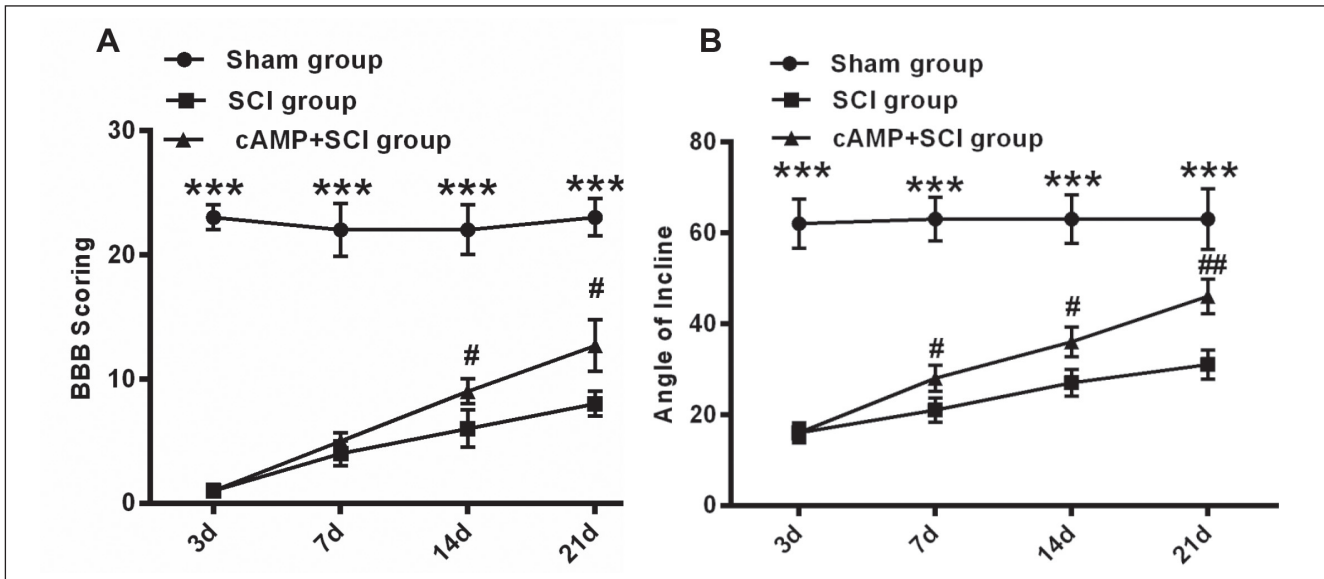 A
Sham group
SCI group
cAMP+SCI group
30
20
10
0
BBB Scoring
*** *** *** ***
#
#
3d 7d 14d 21d
B
Sham group
SCI group
cAMP+SCI group
80
60
40
20
0
Angle of Incline
*** *** *** ***
##
#
#
3d 7d 14d 21d